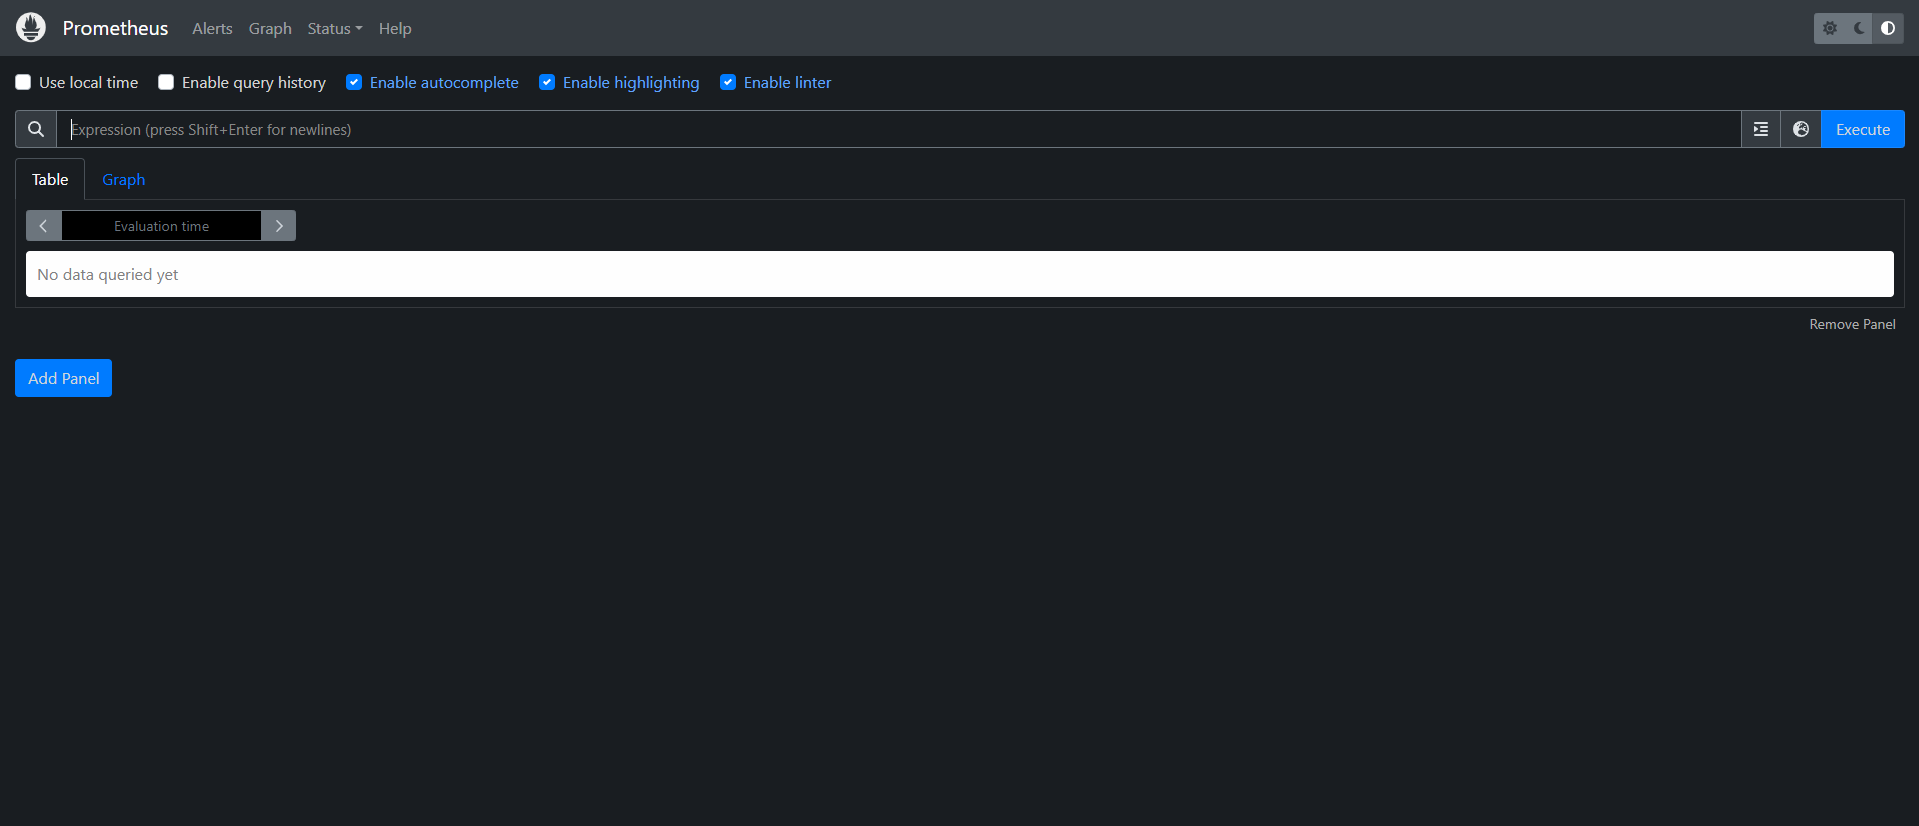 Prometheus Alerts Graph Status Help
Use local time Enable query history Enable autocomplete Enable highlighting Enable linter
Expression (press Shift+Enter for newlines) Execute
Table Graph
Evaluation time
No data queried yet
Remove Panel
Add Panel